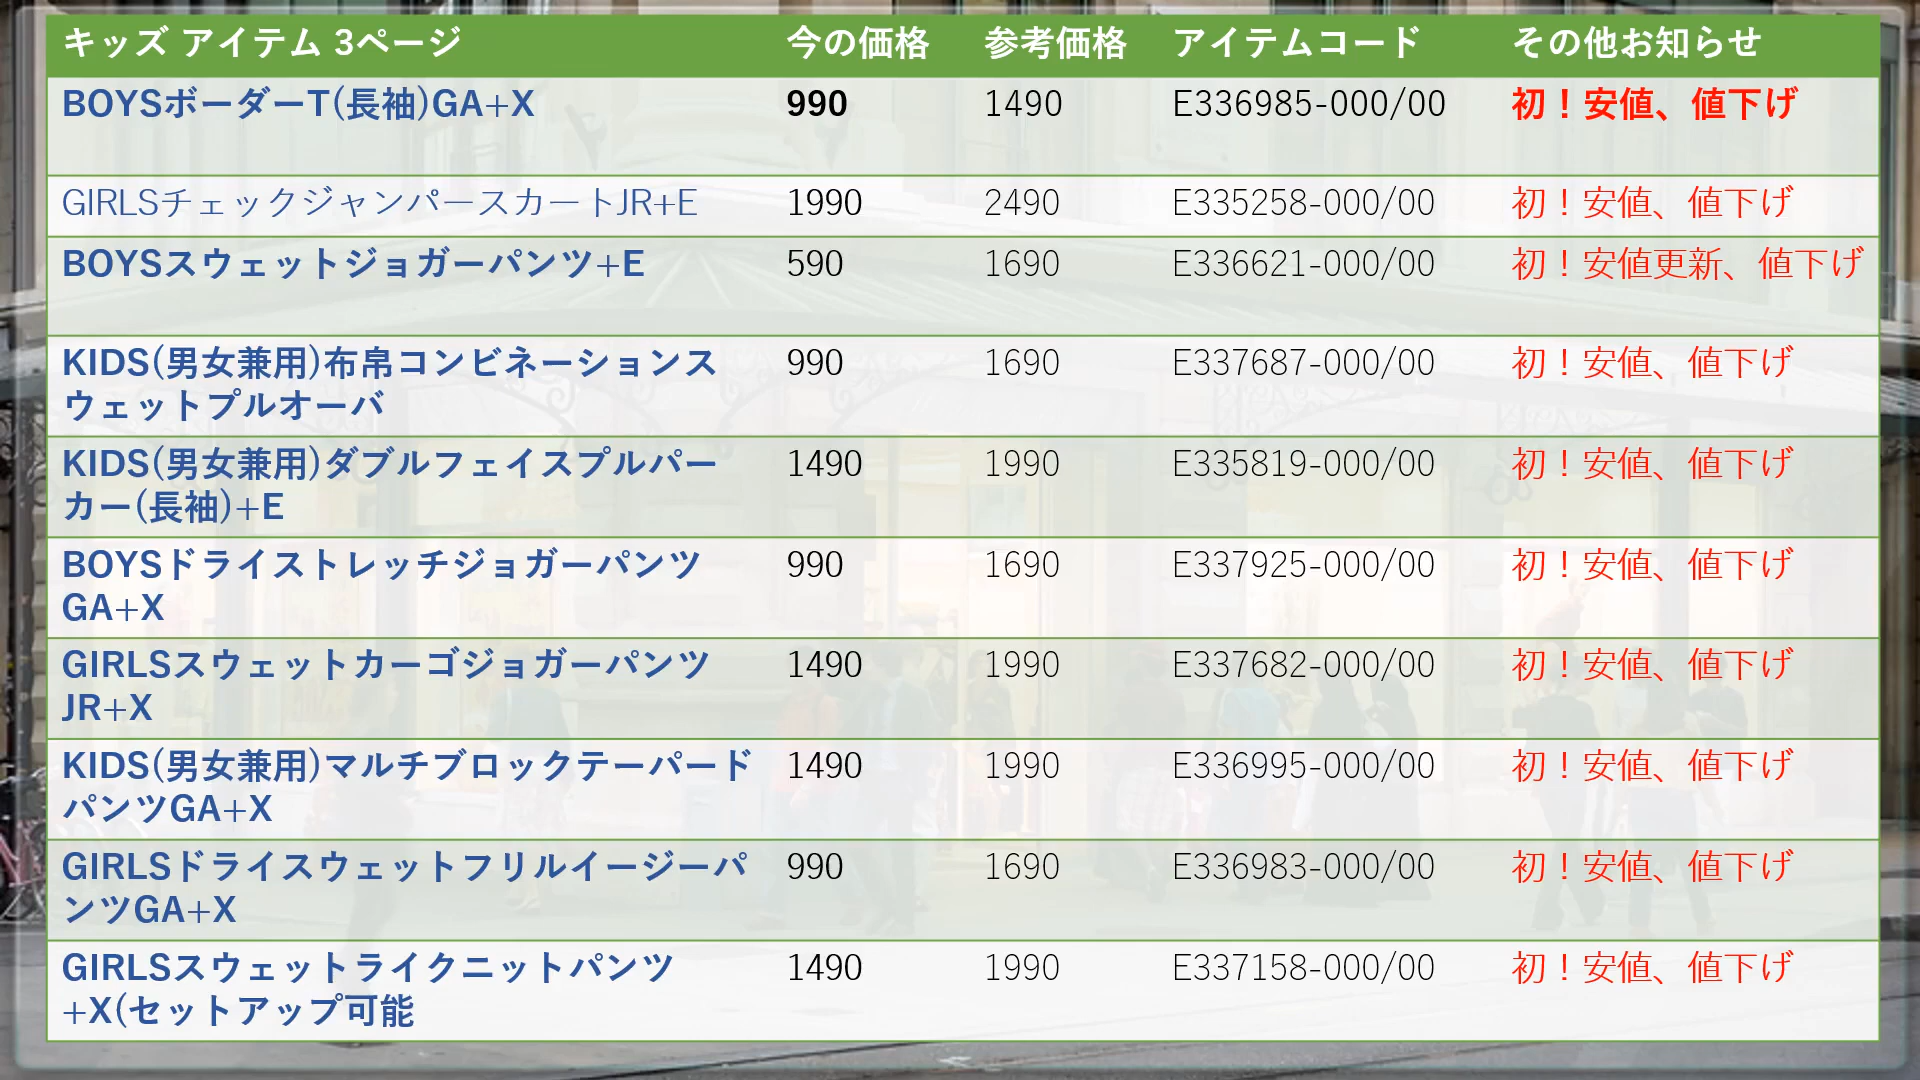 キッズ アイテム 3ページ 今の価格 参考価格 アイテムコード その他お知らせ
BOYSボーダーT(長袖)GA+X 990 1490 E336985-000/00 初！安値、値下げ
GIRLSチェックジャンパースカートJR+E 1990 2490 E335258-000/00 初！安値、値下げ
BOYSスウェットジョガーパンツ+E 590 1690 E336621-000/00 初！安値更新、値下げ
KIDS(男女兼用)布帛コンビネーションス 990 1690 E337687-000/00 初！安値、値下げ
ウェットプルオーバ
KIDS(男女兼用)ダブルフェイスプルパー 1490 1990 E335819-000/00 初！安値、値下げ
カー(長袖)+E
BOYSドライストレッチジョガーパンツ 990 1690 E337925-000/00 初！安値、値下げ
GA+X
GIRLSスウェットカーゴジョガーパンツ 1490 1990 E337682-000/00 初！安値、値下げ
JR+X
KIDS(男女兼用)マルチブロックテーパード 1490 1990 E336995-000/00 初！安値、値下げ
パンツGA+X
GIRLSドライスウェットフリルイージーパ 990 1690 E336983-000/00 初！安値、値下げ
ンツGA+X
GIRLSスウェットライクニットパンツ 1490 1990 E337158-000/00 初！安値、値下げ
+X(セットアップ可能